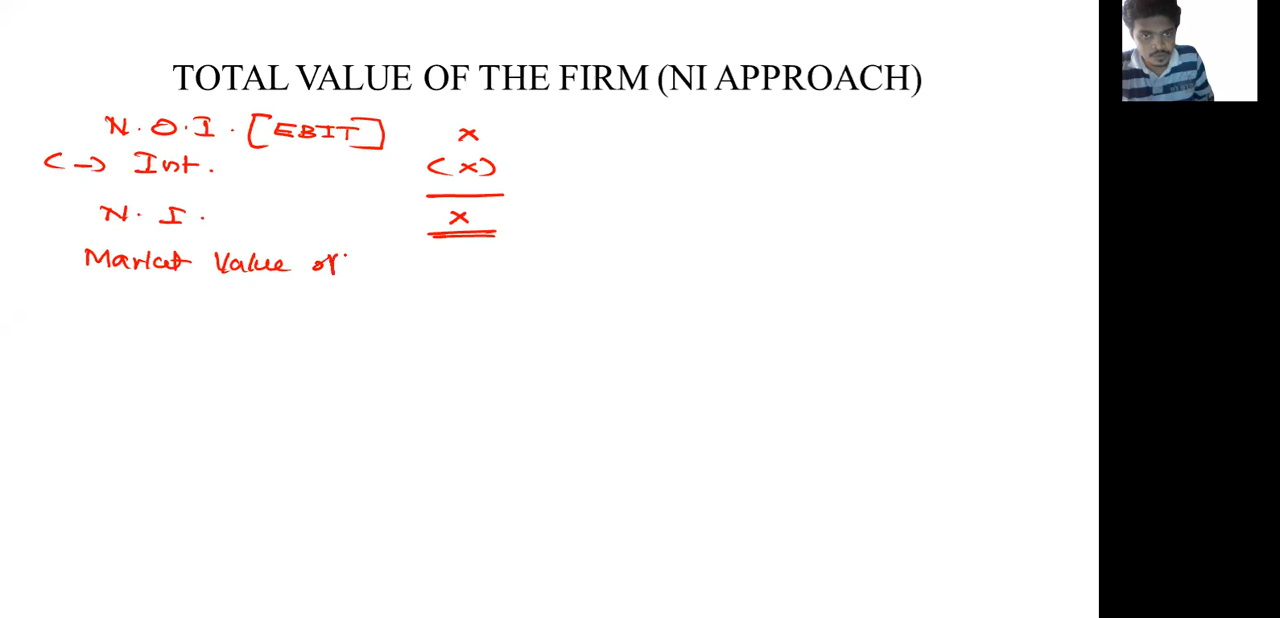 TOTAL VALUE OF THE FIRM (NI APPROACH)
N.O.I. [EBIT] x
(-) Int. (x)
N.I. x
Market Value of